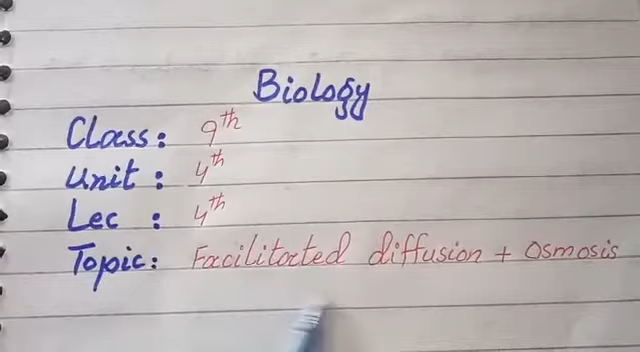 Biology
Class: 9th
Unit: 4th
Lec: 4th
Topic: Facilitated diffusion + Osmosis